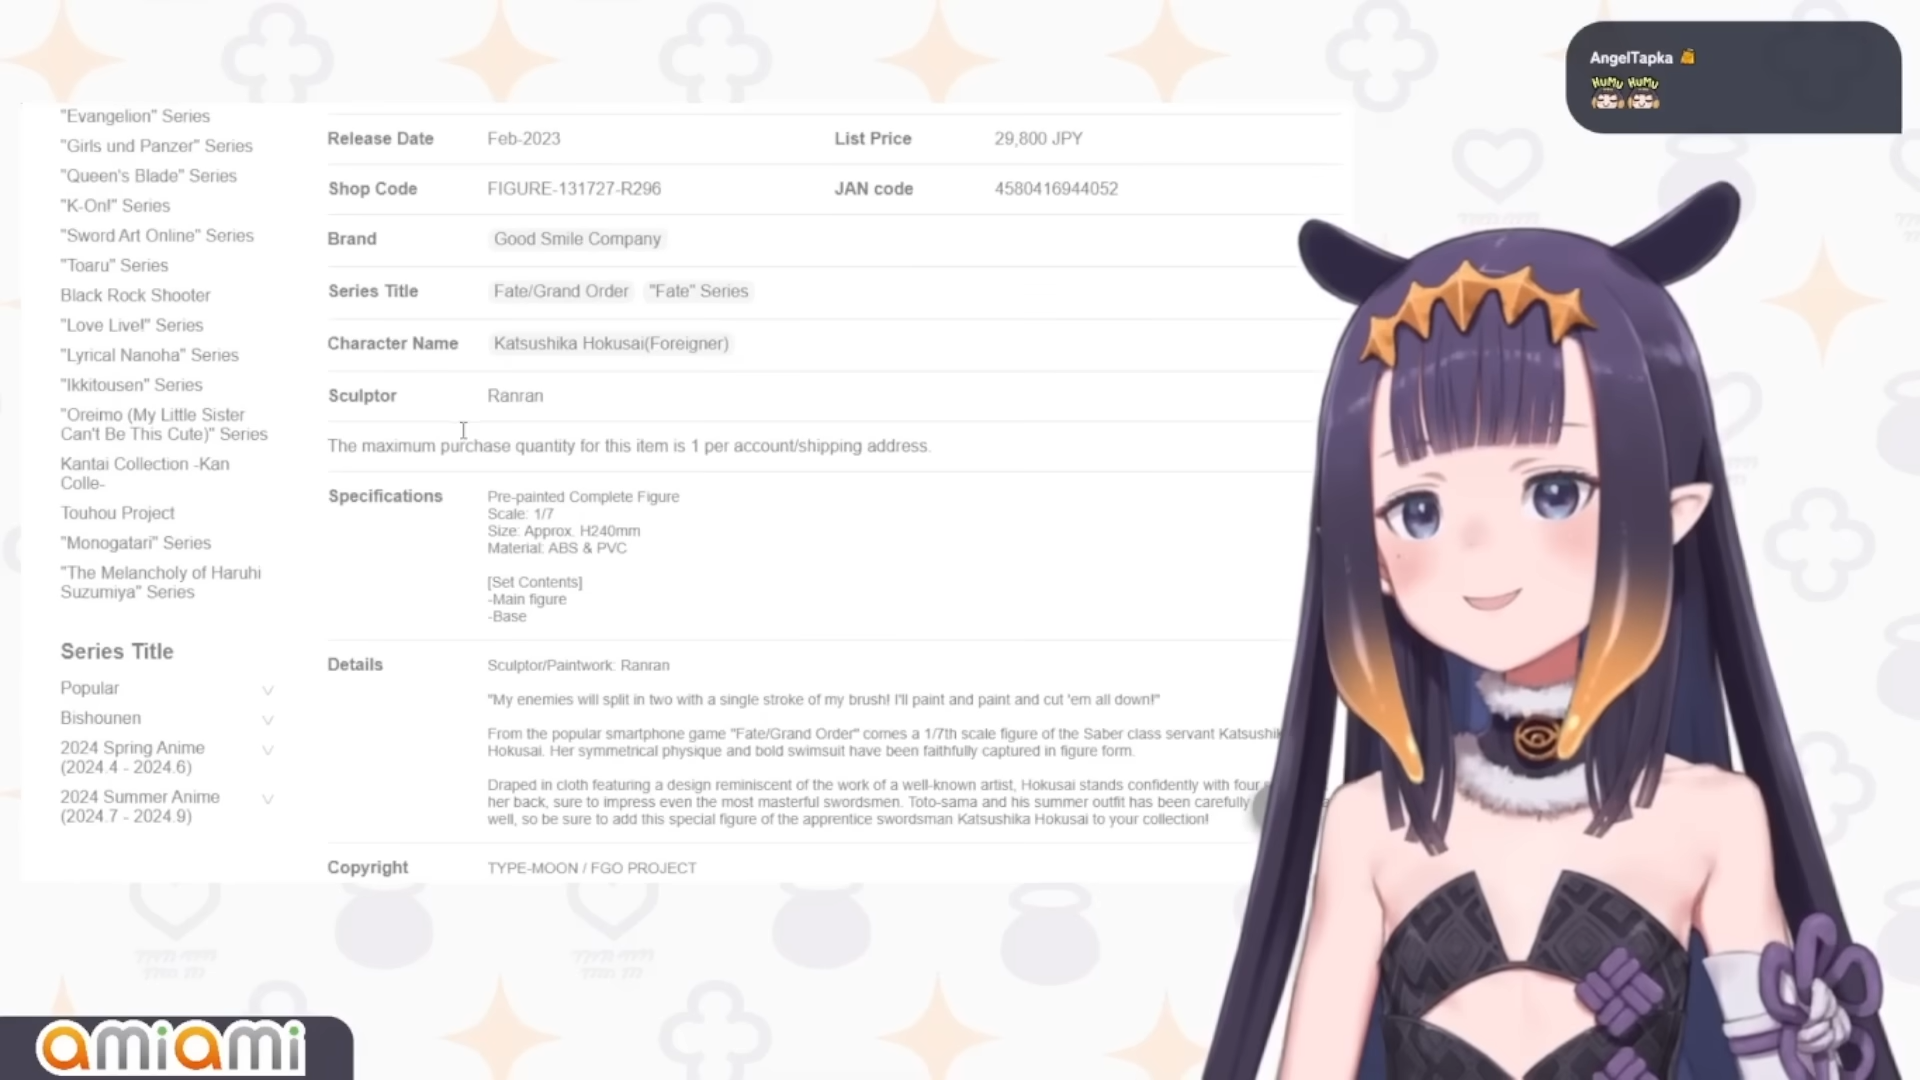 "Evangelion" Series
"Girls und Panzer" Series
"Queen's Blade" Series
"K-On!" Series
"Sword Art Online" Series
"Toaru" Series
Black Rock Shooter
"Love Live!" Series
"Lyrical Nanoha" Series
"Ikkitousen" Series
"Oreimo (My Little Sister
Can't Be This Cute)" Series
Kantai Collection -Kan
Colle-
Touhou Project
"Monogatari" Series
"The Melancholy of Haruhi
Suzumiya" Series
Series Title
Popular
Bishounen
2024 Spring Anime
(2024.4 - 2024.6)
2024 Summer Anime
(2024.7 - 2024.9)
Release Date Feb-2023 List Price 29,800 JPY
Shop Code FIGURE-131727-R296 JAN code 4580416944052
Brand Good Smile Company
Series Title Fate/Grand Order "Fate" Series
Character Name Katsushika Hokusai(Foreigner)
Sculptor Ranran
The maximum purchase quantity for this item is 1 per account/shipping address.
Specifications Pre-painted Complete Figure
Scale: 1/7
Size: Approx. H240mm
Material: ABS & PVC
[Set Contents]
-Main figure
-Base
Details Sculptor/Paintwork: Ranran
"My enemies will split in two with a single stroke of my brush! I'll paint and paint and cut 'em all down!"
From the popular smartphone game "Fate/Grand Order" comes a 1/7th scale figure of the Saber class servant Katsushik
Hokusai. Her symmetrical physique and bold swimsuit have been faithfully captured in figure form.
Draped in cloth featuring a design reminiscent of the work of a well-known artist, Hokusai stands confidently with four
her back, sure to impress even the most masterful swordsmen. Toto-sama and his summer outfit has been carefully
well, so be sure to add this special figure of the apprentice swordsman Katsushika Hokusai to your collection!
Copyright TYPE-MOON / FGO PROJECT
AngelTapka
HUMU HUMU
amiami